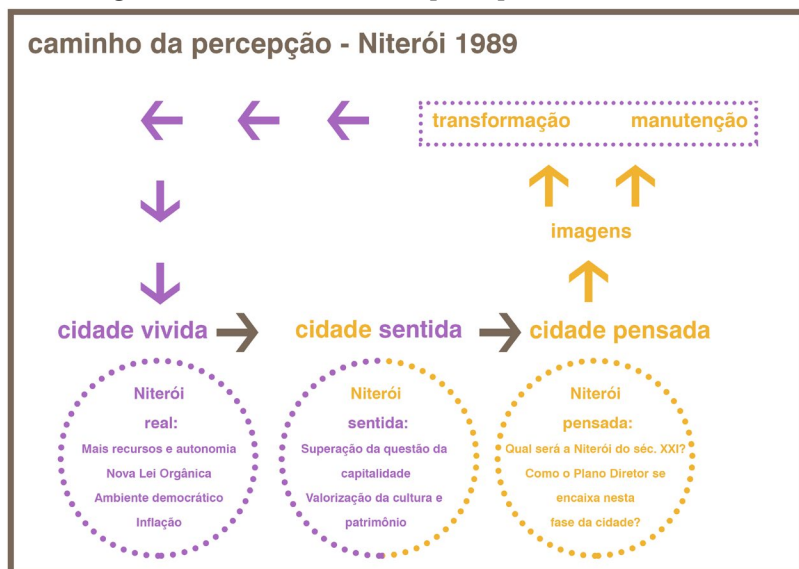 caminho da percepção - Niterói 1989
transformação manutenção
imagens
cidade vivida
cidade sentida
cidade pensada
Niterói
real:
Mais recursos e autonomia
Nova Lei Orgânica
Ambiente democrático
Inflação
Niterói
sentida:
Superação da questão da
capitalidade
Valorização da cultura e
patrimônio
Niterói
pensada:
Qual será a Niterói do séc. XXI?
Como o Plano Diretor se
encaixa nesta
fase da cidade?